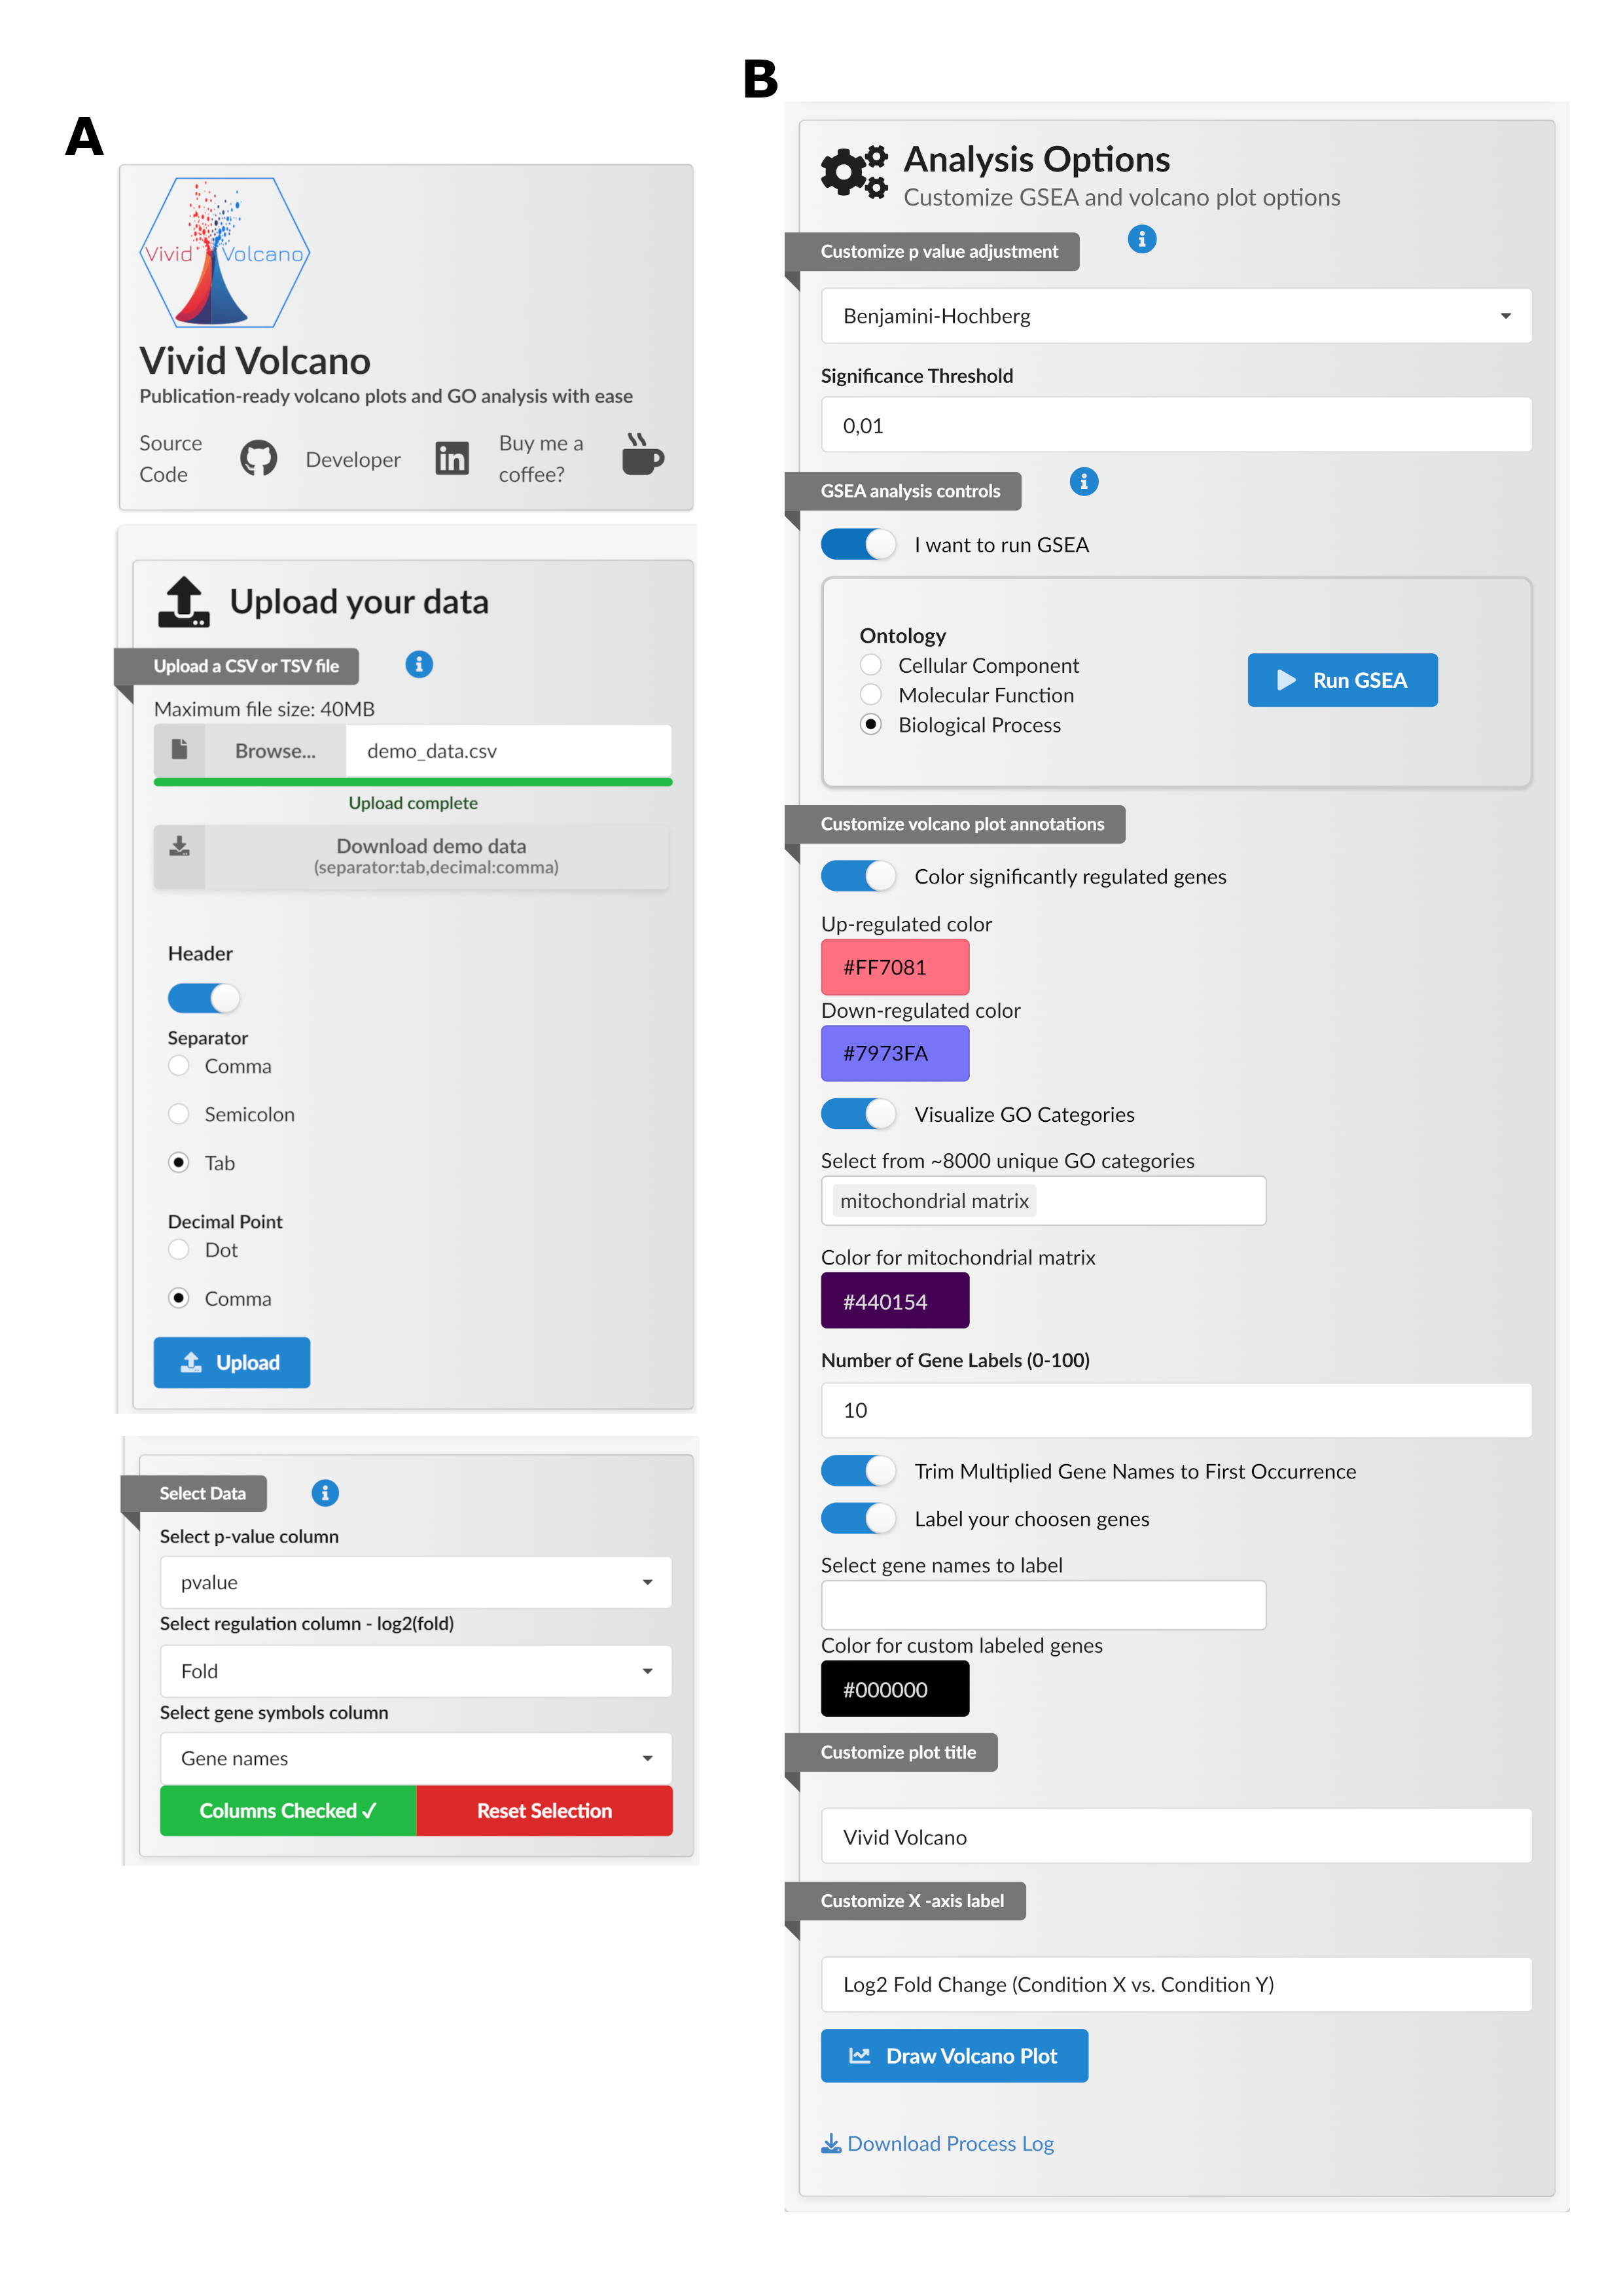 A
Vivid Volcano
Vivid Volcano
Publication-ready volcano plots and GO analysis with ease
Source
Code
Developer
Buy me a
coffee?
Upload your data
Upload a CSV or TSV file
Maximum file size: 40MB
Browse...
demo_data.csv
Upload complete
Download demo data
(separator:tab,decimal:comma)
Header
Separator
Comma
Semicolon
Tab
Decimal Point
Dot
Comma
Upload
Select Data
Select p-value column
pvalue
Select regulation column - log2(fold)
Fold
Select gene symbols column
Gene names
Columns Checked ✓
Reset Selection
B
Analysis Options
Customize GSEA and volcano plot options
Customize p value adjustment
Benjamini-Hochberg
Significance Threshold
0,01
GSEA analysis controls
I want to run GSEA
Ontology
Cellular Component
Molecular Function
Biological Process
Run GSEA
Customize volcano plot annotations
Color significantly regulated genes
Up-regulated color
#FF7081
Down-regulated color
#7973FA
Visualize GO Categories
Select from ~8000 unique GO categories
mitochondrial matrix
Color for mitochondrial matrix
#440154
Number of Gene Labels (0-100)
10
Trim Multiplied Gene Names to First Occurrence
Label your choosen genes
Select gene names to label
Color for custom labeled genes
#000000
Customize plot title
Vivid Volcano
Customize X -axis label
Log2 Fold Change (Condition X vs. Condition Y)
Draw Volcano Plot
Download Process Log